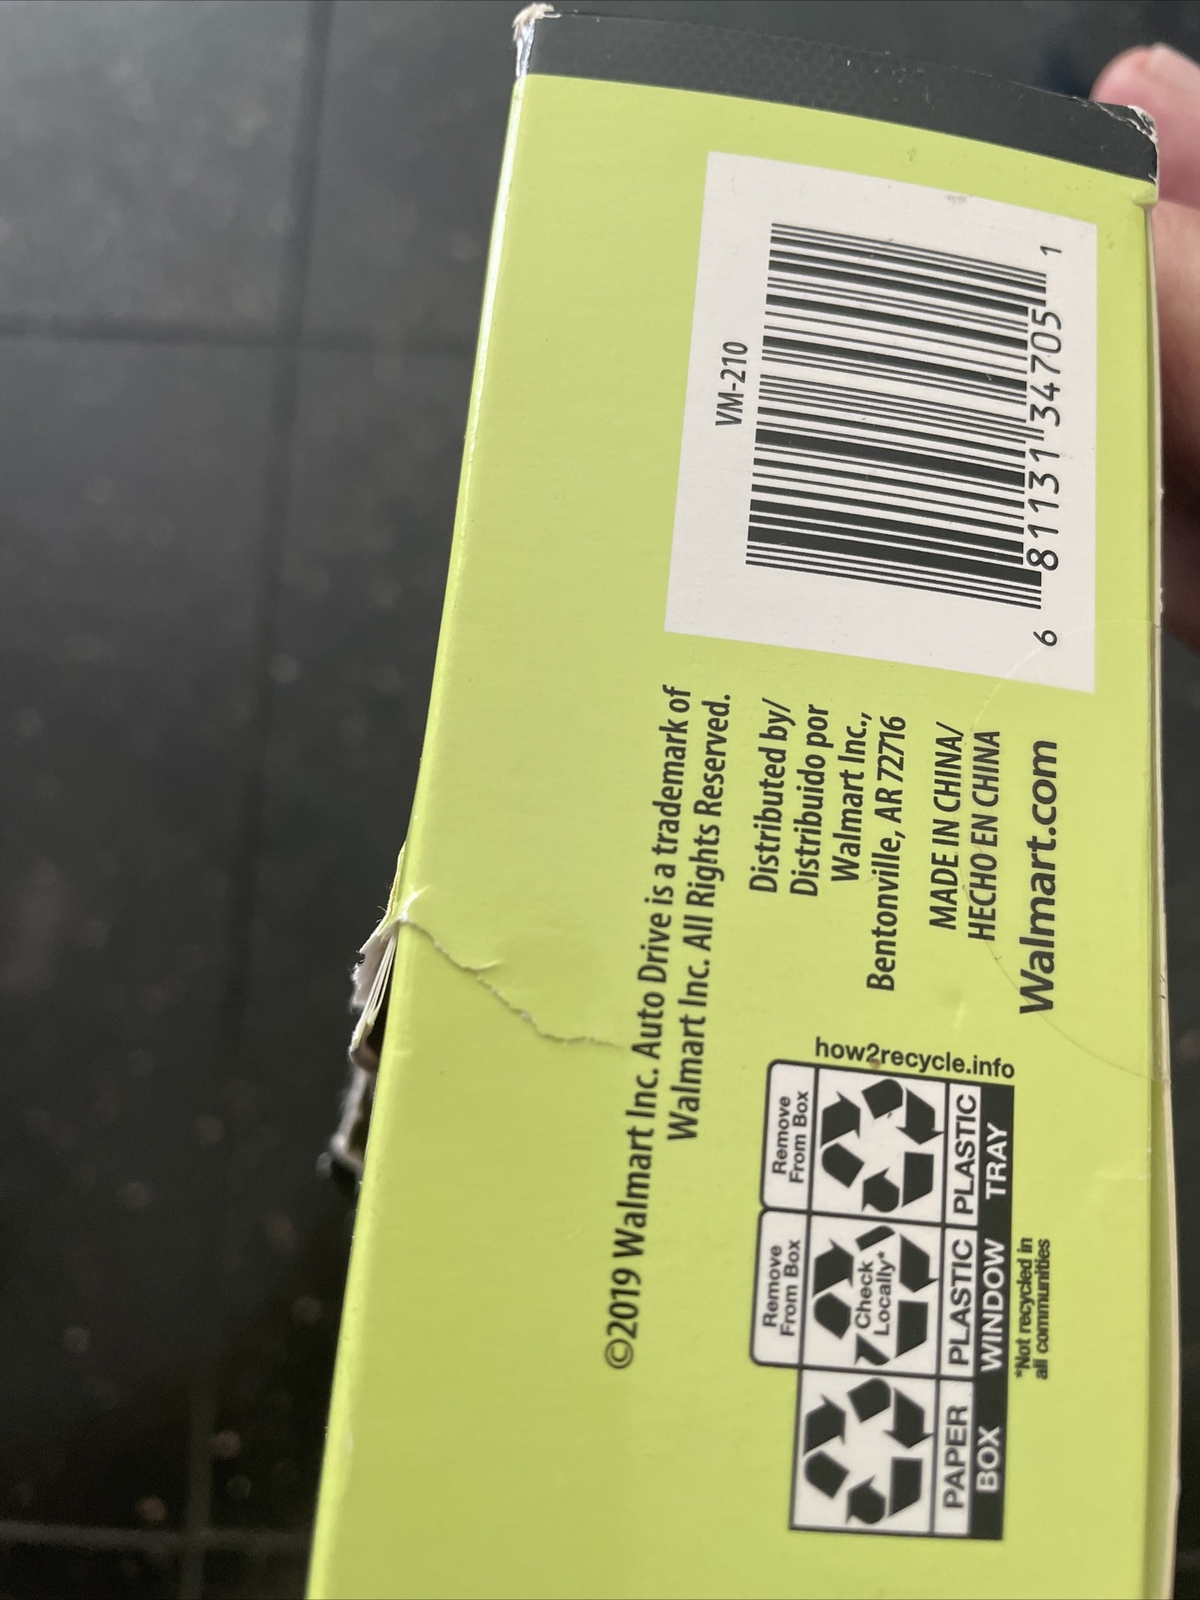 VM-210
6 81131 34705 1
©2019 Walmart Inc. Auto Drive is a trademark of
Walmart Inc. All Rights Reserved.
Distributed by/
Distribuido por
Walmart Inc.,
Bentonville, AR 72716
MADE IN CHINA/
HECHO EN CHINA
Walmart.com
how2recycle.info
Remove
From Box
PLASTIC
TRAY
Remove
From Box
Check
Locally*
PLASTIC
WINDOW
PAPER
BOX
*Not recycled in
all communities